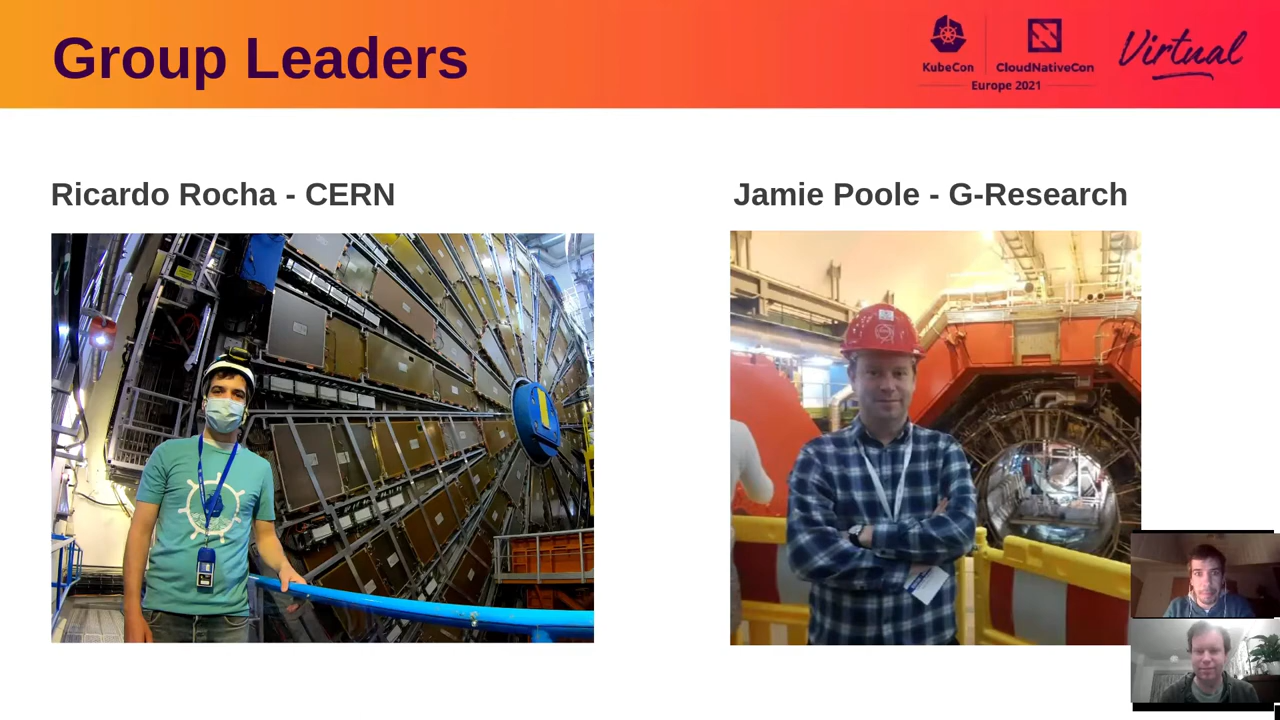 Group Leaders
KubeCon
CloudNativeCon
Europe 2021
Virtual
Ricardo Rocha - CERN
Jamie Poole - G-Research